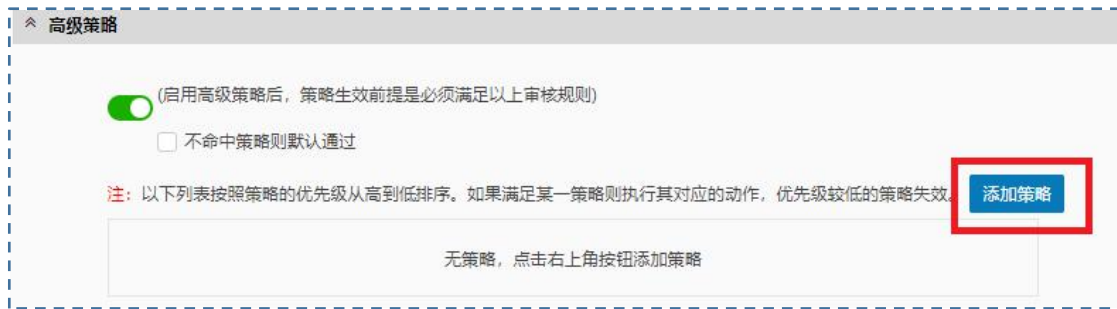 高级策略
(启用高级策略后，策略生效前提是必须满足以上审核规则)
不命中策略则默认通过
注：以下列表按照策略的优先级从高到低排序。如果满足某一策略则执行其对应的动作，优先级较低的策略失效。 添加策略
无策略，点击右上角按钮添加策略